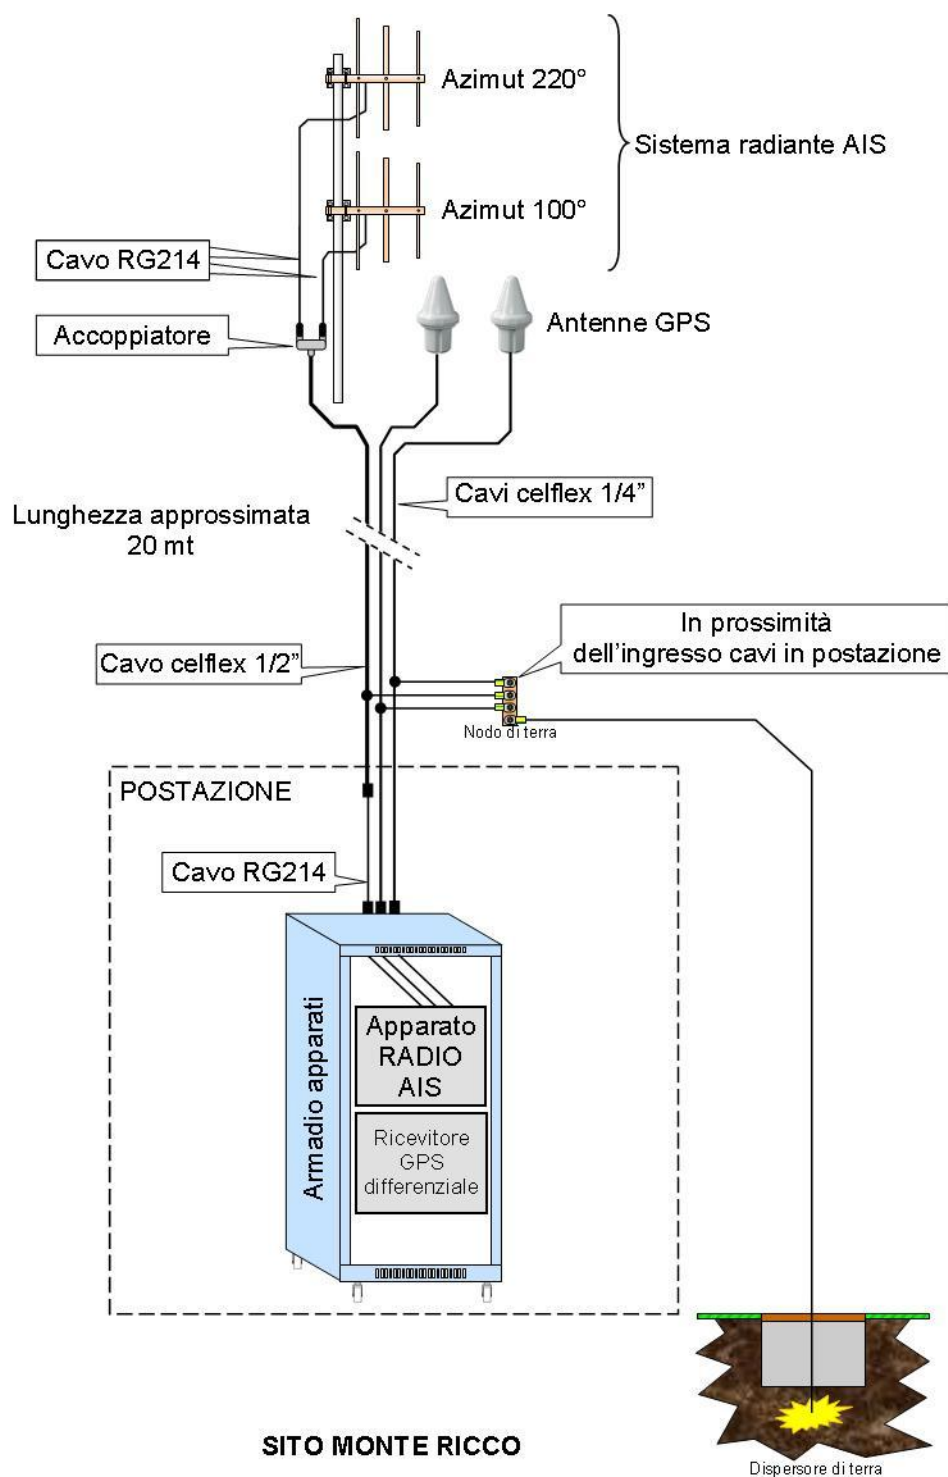 Azimut 220°
Sistema radiante AIS
Azimut 100°
Cavo RG214
Accoppiatore
Antenne GPS
Cavi celflex 1/4”
Lunghezza approssimata
20 mt
In prossimità
dell'ingresso cavi in postazione
Cavo celflex 1/2”
Nodo di terra
POSTAZIONE
Cavo RG214
Armadio apparati
Apparato
RADIO
AIS
Ricevitore
GPS
differenziale
SITO MONTE RICCO
Dispersore di terra